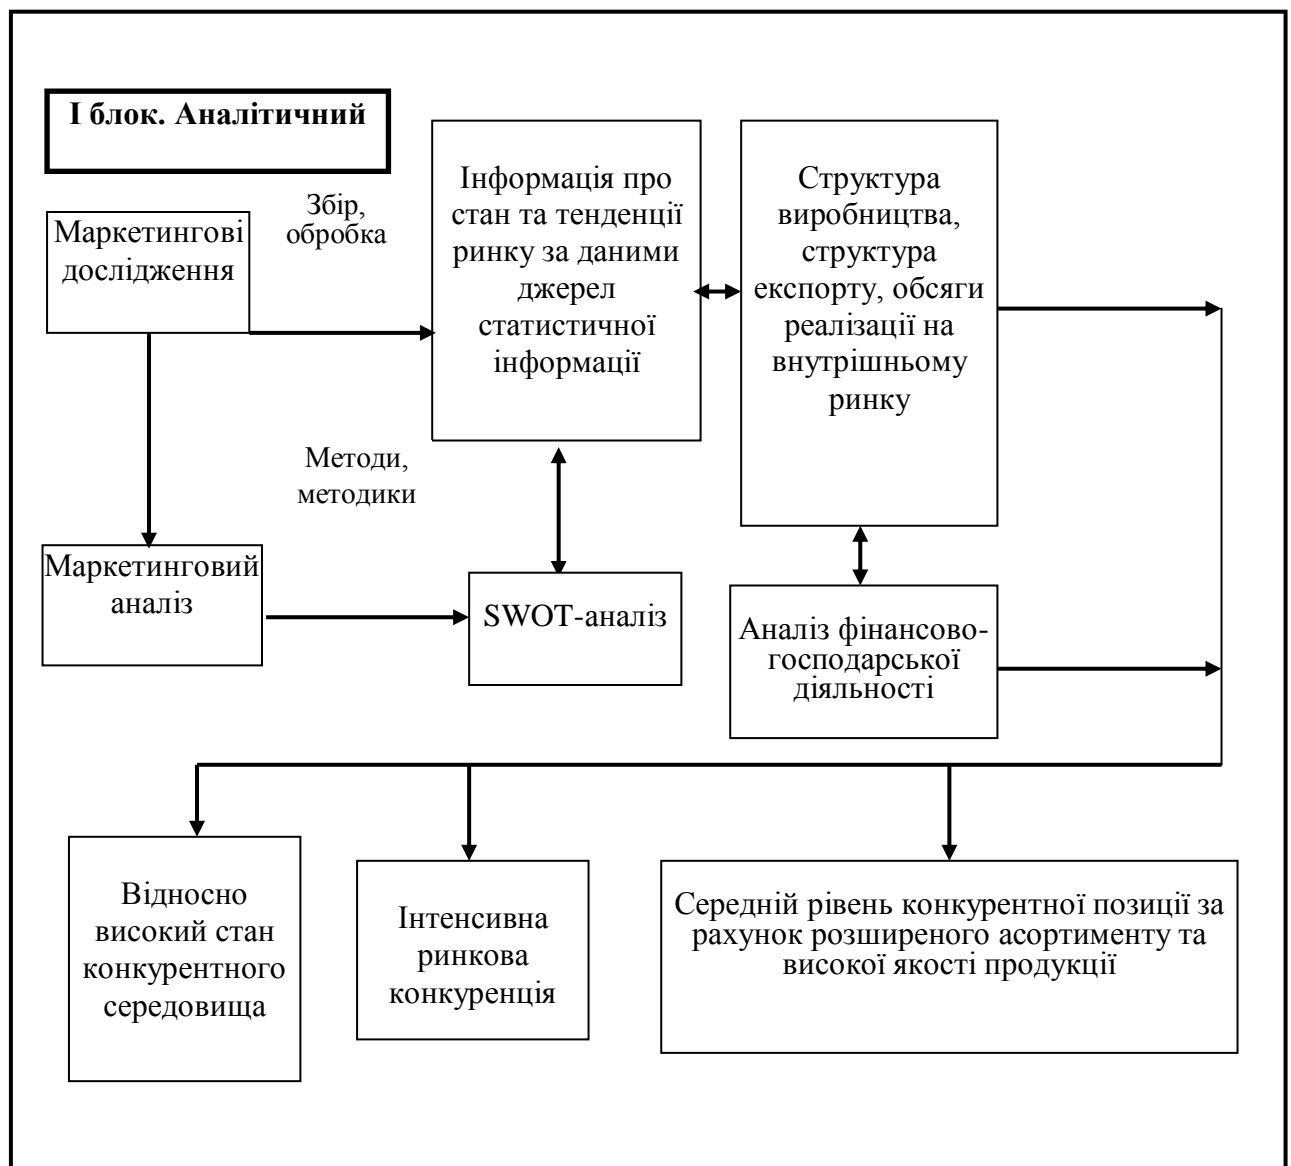 І блок. Аналітичний
Маркетингові
дослідження
Збір,
обробка
Інформація про
стан та тенденції
ринку за даними
джерел
статистичної
інформації
Структура
виробництва,
структура
експорту, обсяги
реалізації на
внутрішньому
ринку
Методи,
методики
Маркетинговий
аналіз
SWOT-аналіз
Аналіз фінансово-
господарської
діяльності
Відносно
високий стан
конкурентного
середовища
Інтенсивна
ринкова
конкуренція
Середній рівень конкурентної позиції за
рахунок розширеного асортименту та
високої якості продукції